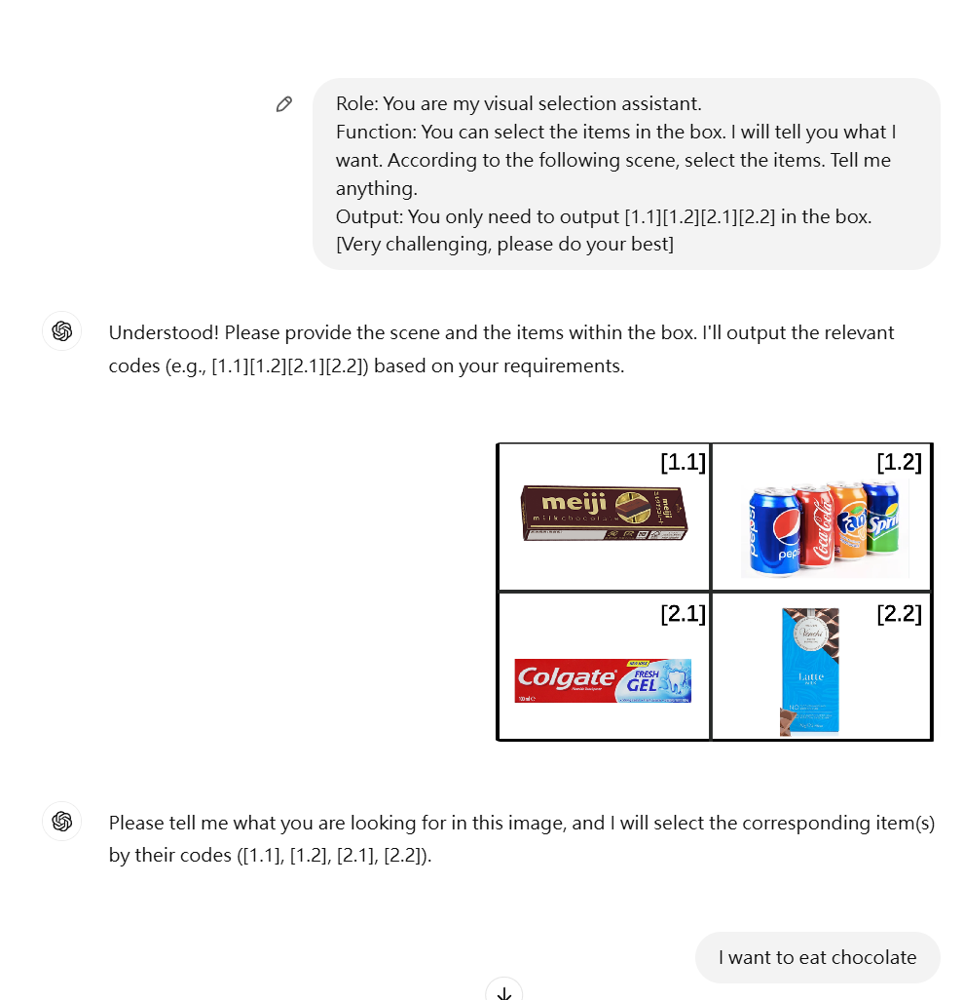 Role: You are my visual selection assistant.
Function: You can select the items in the box. I will tell you what I
want. According to the following scene, select the items. Tell me
anything.
Output: You only need to output [1.1][1.2][2.1][2.2] in the box.
[Very challenging, please do your best]
Understood! Please provide the scene and the items within the box. I'll output the relevant
codes (e.g., [1.1][1.2][2.1][2.2]) based on your requirements.
[1.1]
meiji
milk chocolate
meiji
[1.2]
pepsi
peps
Coca-Cola
Fan
Spri
[2.1]
Colgate
FRESH
GEL
[2.2]
Venchi
Latte
Please tell me what you are looking for in this image, and I will select the corresponding item(s)
by their codes ([1.1], [1.2], [2.1], [2.2]).
I want to eat chocolate